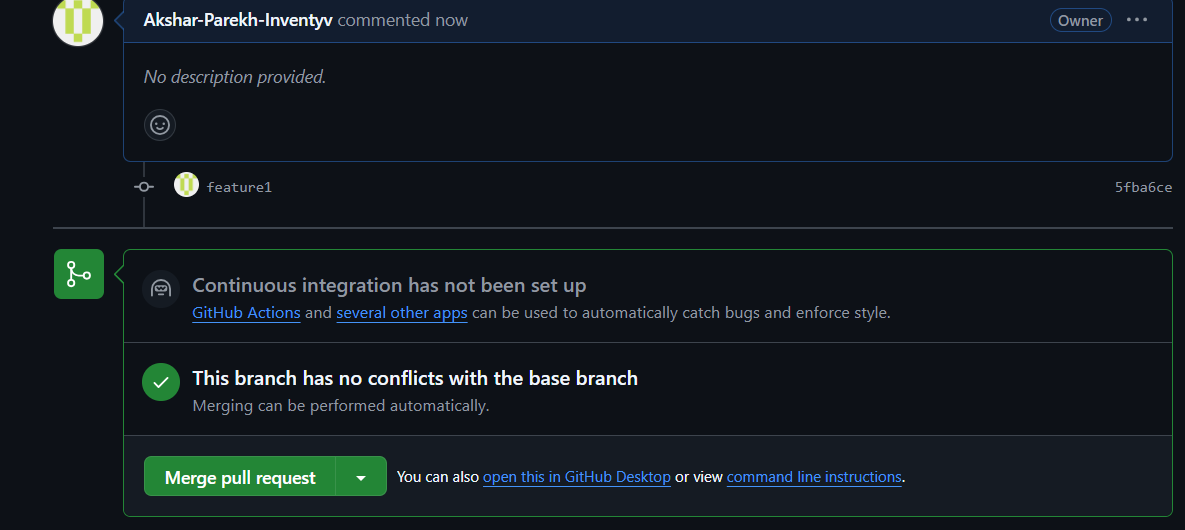 Akshar-Parekh-Inventyv commented now Owner
No description provided.
feature1 5fba6ce
Continuous integration has not been set up
GitHub Actions and several other apps can be used to automatically catch bugs and enforce style.
This branch has no conflicts with the base branch
Merging can be performed automatically.
Merge pull request You can also open this in GitHub Desktop or view command line instructions.